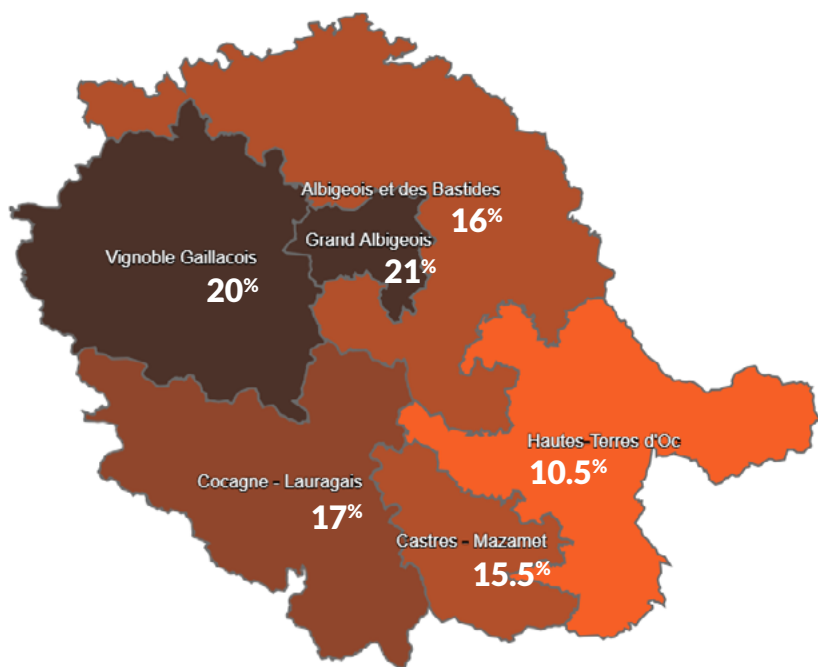 Albigeois et des Bastides
16%
Grand Albigeois
21%
Vignoble Gaillacois
20%
Hautes-Terres d'Oc
10.5%
Cocagne - Lauragais
17%
Castres - Mazamet
15.5%